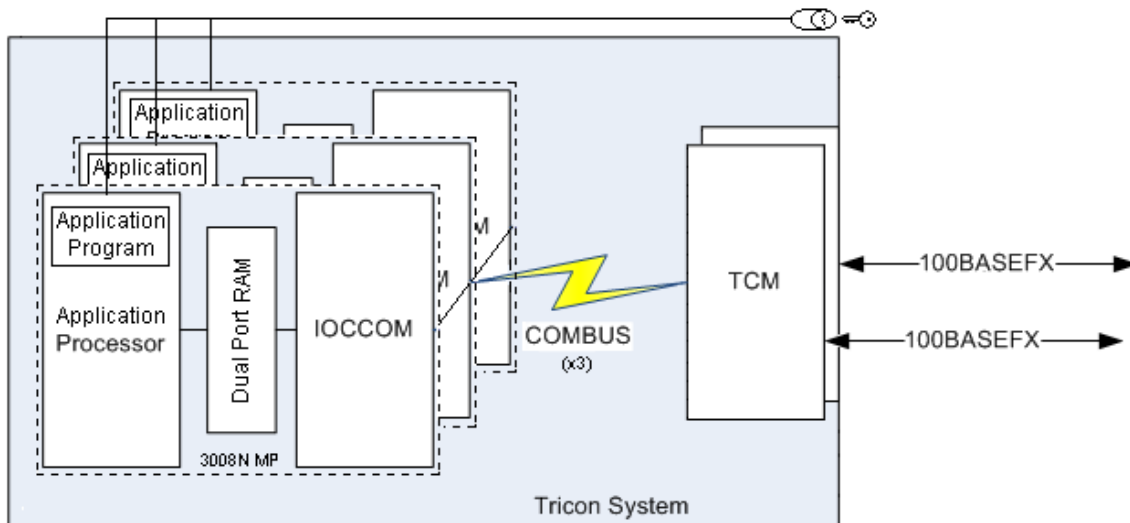 Application
Application
Application
Program
Application
Processor
Dual Port RAM
IOCCOM
M
M
3008N MP
COMBUS
(x3)
TCM
100BASEFX
100BASEFX
Tricon System